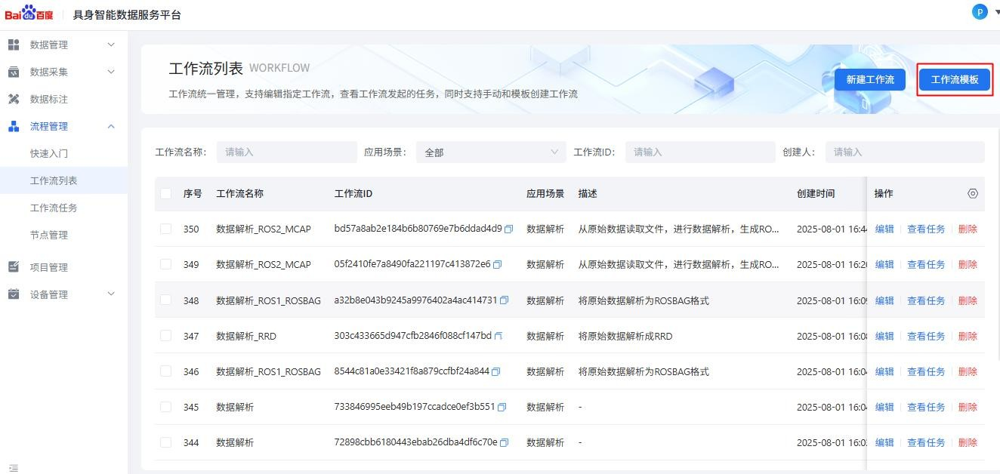 Bai du 百度 具身智能数据服务平台 P
数据管理
数据采集
数据标注
流程管理
快速入门
工作流列表
工作流任务
节点管理
项目管理
设备管理
工作流列表 WORKFLOW
工作流统一管理，支持编辑指定工作流，查看工作流发起的任务，同时支持手动和模板创建工作流
新建工作流 工作流模板
工作流名称： 请输入 应用场景： 全部 工作流ID： 请输入 创建人： 请输入
序号 工作流名称 工作流ID 应用场景 描述 创建时间 操作
350 数据解析_ROS2_MCAP bd57a8ab2e184b6b80769e7b6ddad4d9 数据解析 从原始数据读取文件，进行数据解析，生成RO... 2025-08-01 16:44 编辑 查看任务 删除
349 数据解析_ROS2_MCAP 05f2410fe7a8490fa221197c413872e6 数据解析 从原始数据读取文件，进行数据解析，生成RO... 2025-08-01 16:20 编辑 查看任务 删除
348 数据解析_ROS1_ROSBAG a32b8e043b9245a9976402a4ac414731 数据解析 将原始数据解析为ROSBAG格式 2025-08-01 16:09 编辑 查看任务 删除
347 数据解析_RRD 303c433665d947cfb2846f088cf147bd 数据解析 将原始数据解析成RRD 2025-08-01 16:08 编辑 查看任务 删除
346 数据解析_ROS1_ROSBAG 8544c81a0e33421f8a879ccfbf24a844 数据解析 将原始数据解析为ROSBAG格式 2025-08-01 16:04 编辑 查看任务 删除
345 数据解析 733846995eeb49b197ccadce0ef3b551 数据解析 - 2025-08-01 16:04 编辑 查看任务 删除
344 数据解析 72898cbb6180443ebab26dba4df6c70e 数据解析 - 2025-08-01 16:0 编辑 查看任务 删除